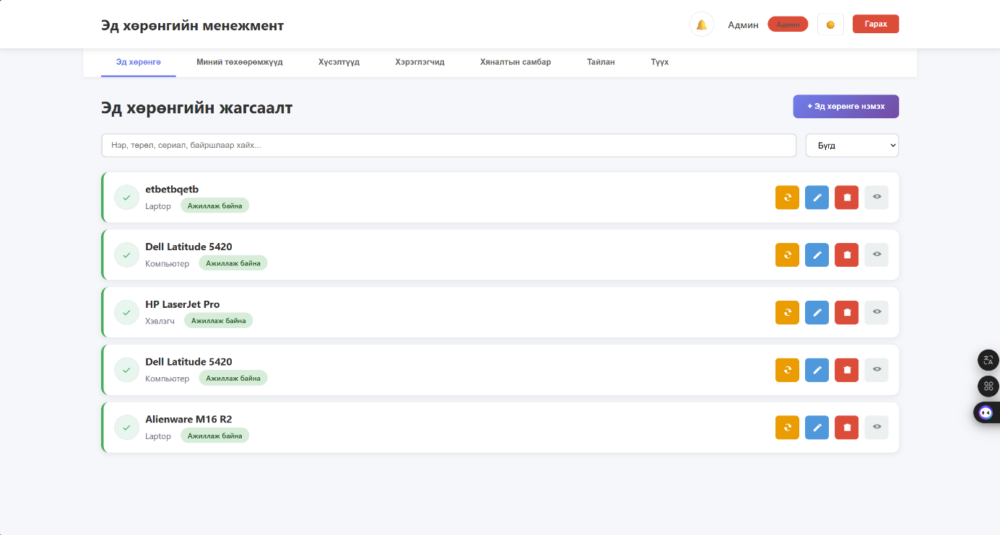 Эд хөрөнгийн менежмент
Админ Админ Гарах
Эд хөрөнгө Миний төхөөрөмжүүд Хүсэлтүүд Хэрэглэгчид Хяналтын самбар Тайлан Түүх
Эд хөрөнгийн жагсаалт
+ Эд хөрөнгө нэмэх
Нэр, төрөл, сериал, байршлаар хайх...
Бүгд
etbetbqetb
Laptop Ажиллаж байна
Dell Latitude 5420
Компьютер Ажиллаж байна
HP LaserJet Pro
Хэвлэгч Ажиллаж байна
Dell Latitude 5420
Компьютер Ажиллаж байна
Alienware M16 R2
Laptop Ажиллаж байна